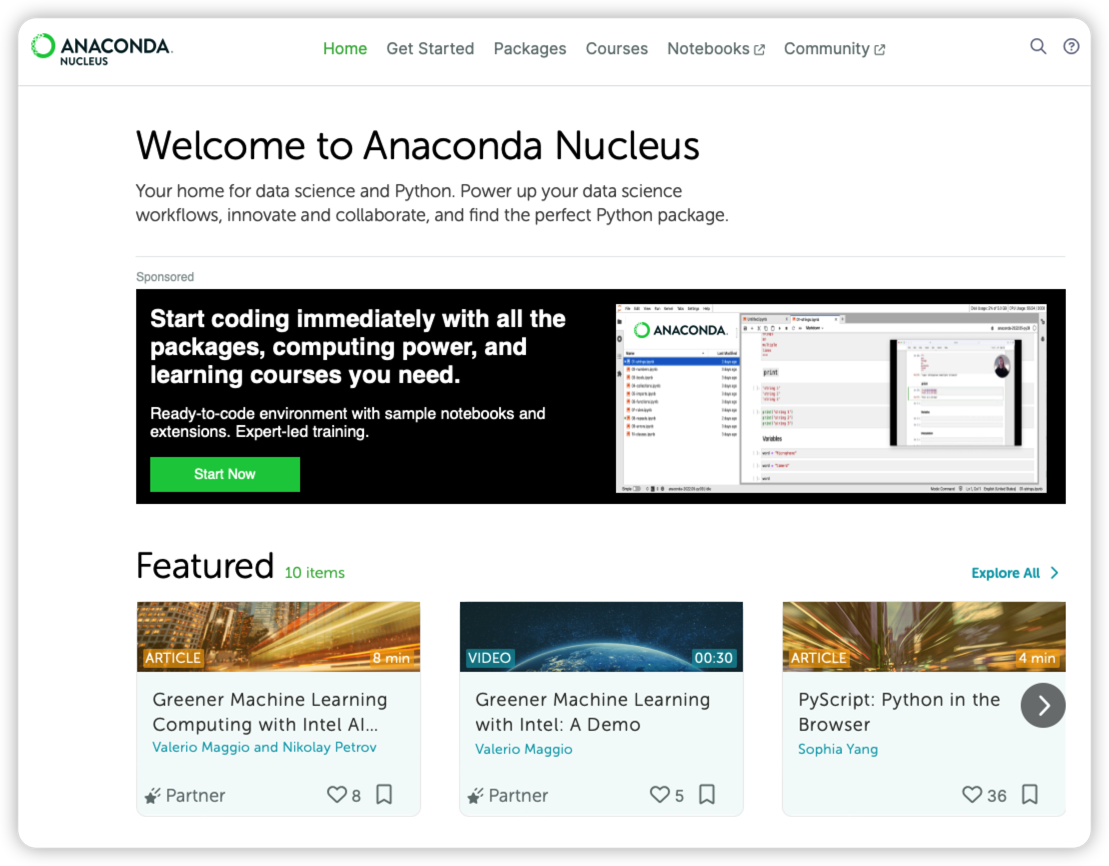 ANACONDA.
NUCLEUS
Home Get Started Packages Courses Notebooks Community
Welcome to Anaconda Nucleus
Your home for data science and Python. Power up your data science
workflows, innovate and collaborate, and find the perfect Python package.
Sponsored
Start coding immediately with all the
packages, computing power, and
learning courses you need.
Ready-to-code environment with sample notebooks and
extensions. Expert-led training.
Start Now
ANACONDA.
print
Variables
Featured 10 items
Explore All
ARTICLE 8 min
Greener Machine Learning
Computing with Intel AI...
Valerio Maggio and Nikolay Petrov
Partner 8
VIDEO 00:30
Greener Machine Learning
with Intel: A Demo
Valerio Maggio
Partner 5
ARTICLE 4 min
PyScript: Python in the
Browser
Sophia Yang
36